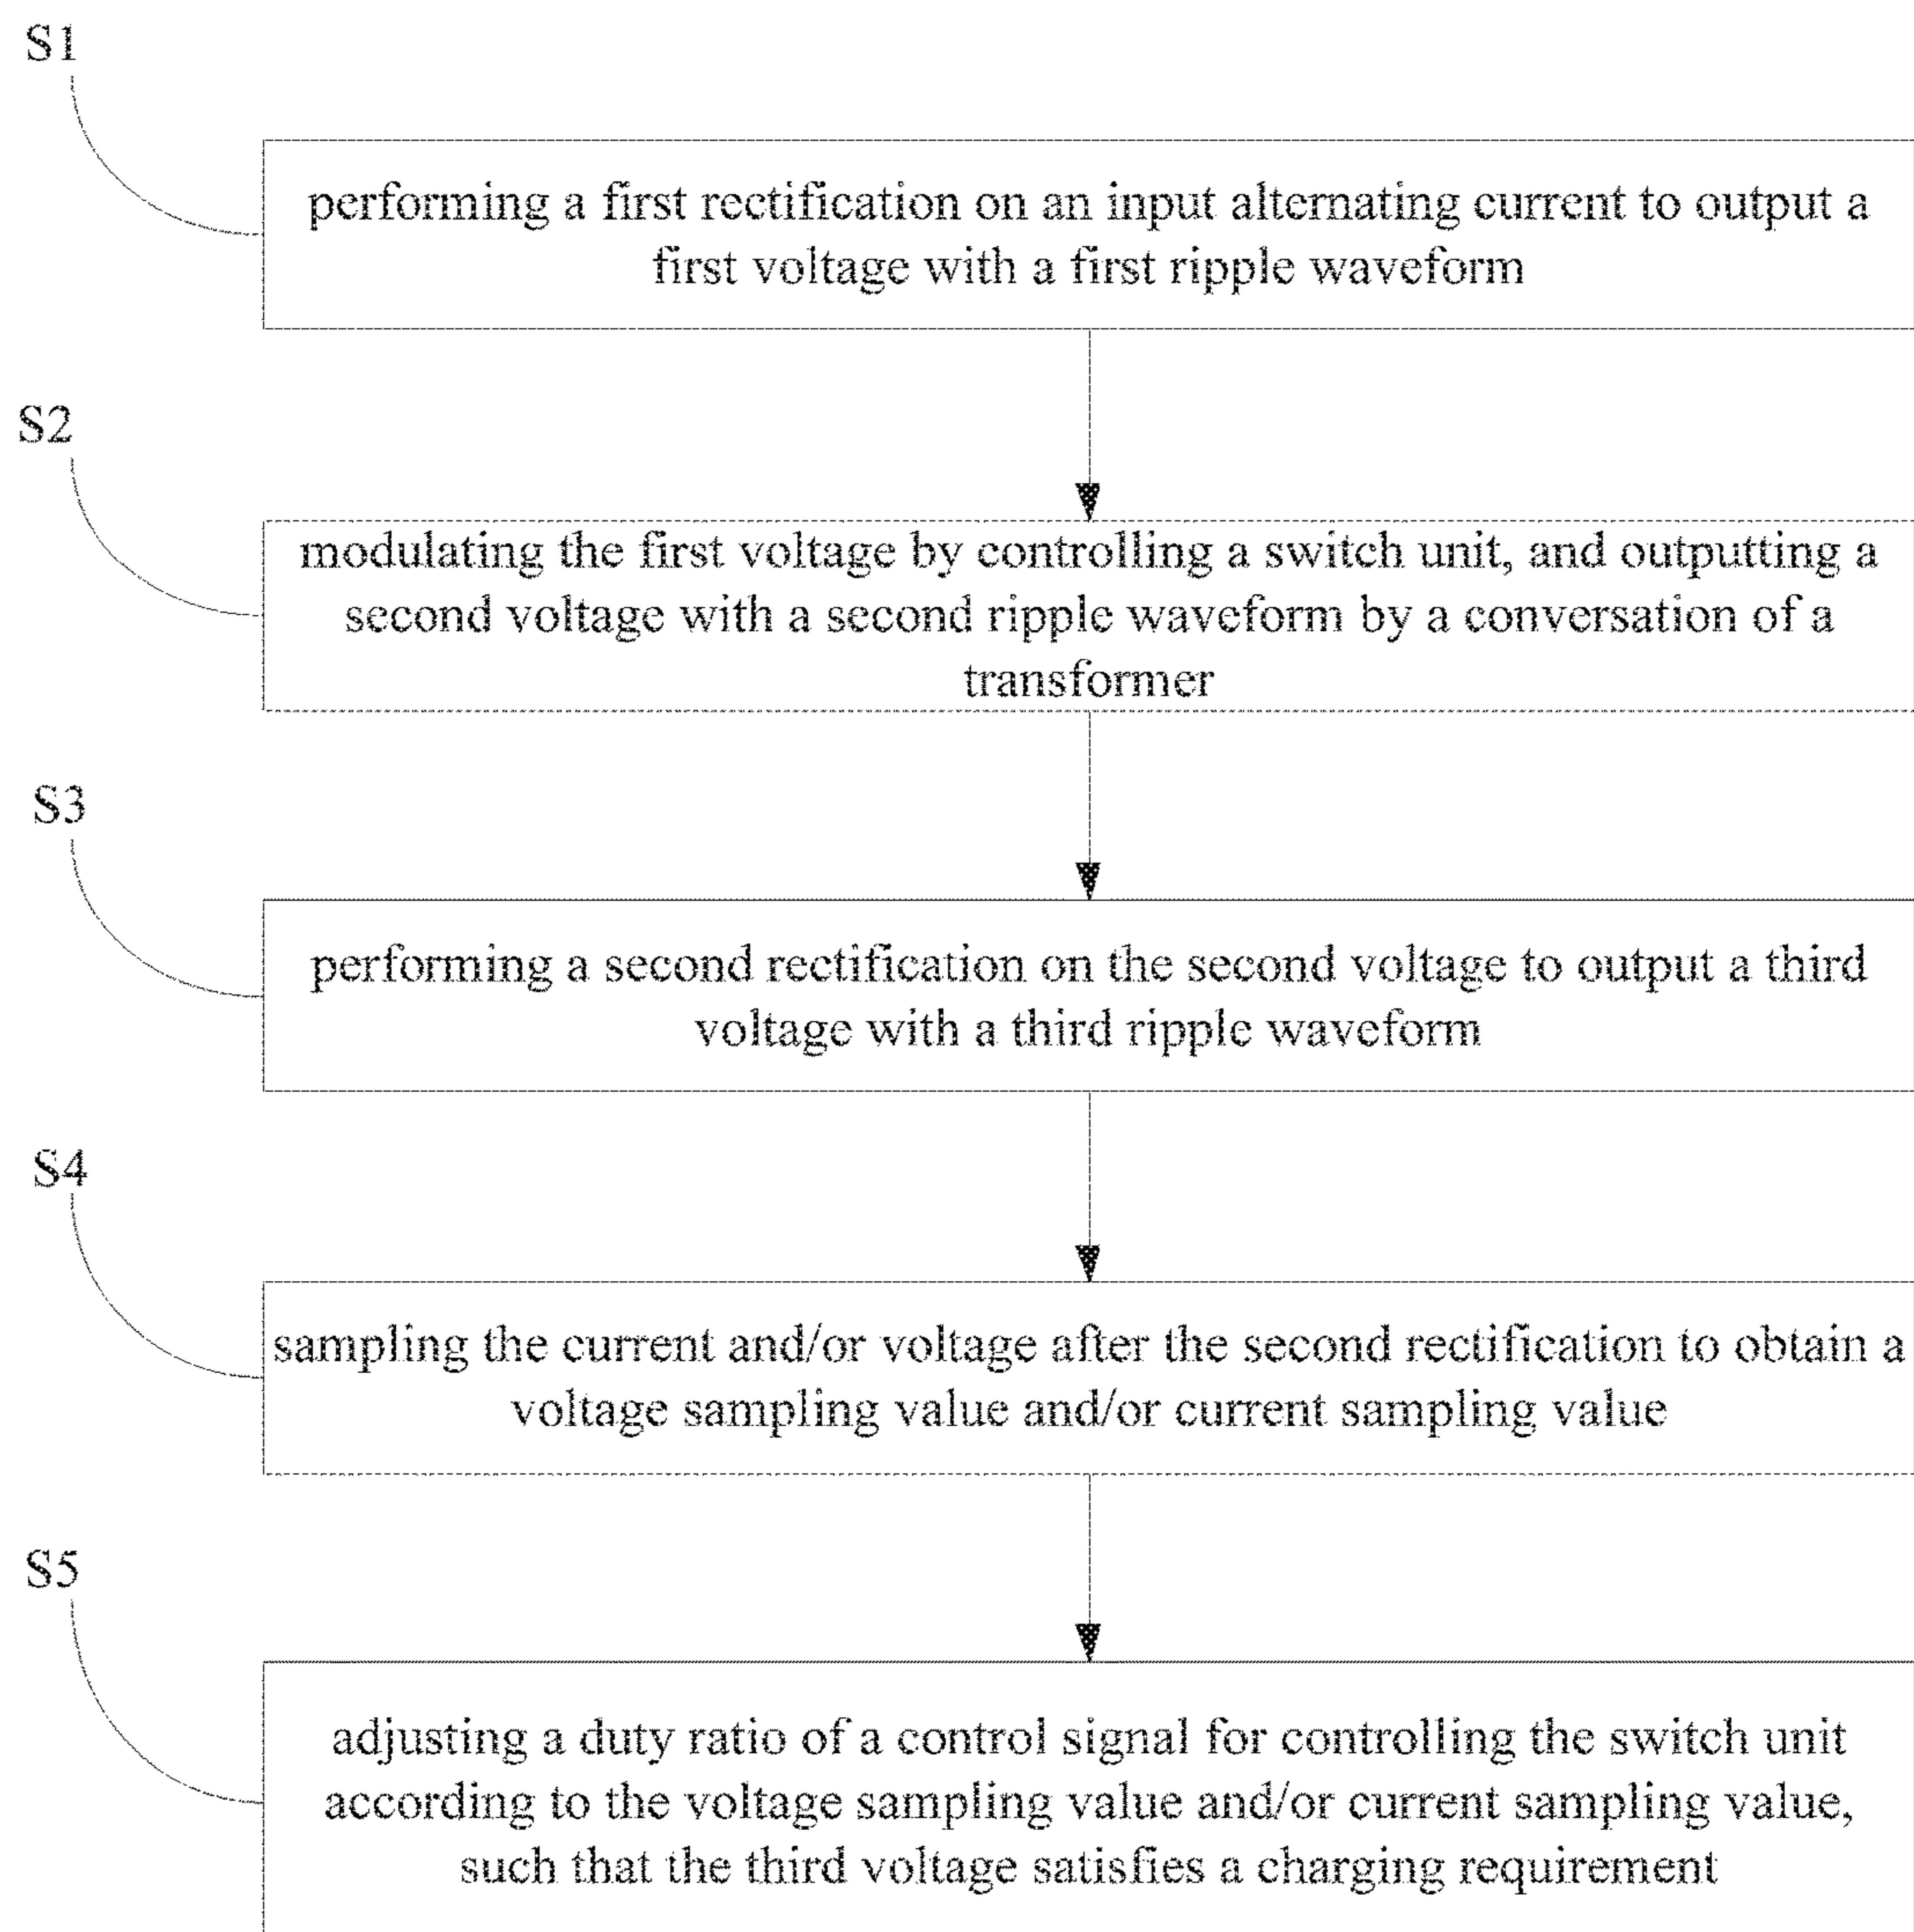 S1
performing a first rectification on an input alternating current to output a
first voltage with a first ripple waveform
S2
modulating the first voltage by controlling a switch unit, and outputting a
second voltage with a second ripple waveform by a conversation of a
transformer
S3
performing a second rectification on the second voltage to output a third
voltage with a third ripple waveform
S4
sampling the current and/or voltage after the second rectification to obtain a
voltage sampling value and/or current sampling value
S5
adjusting a duty ratio of a control signal for controlling the switch unit
according to the voltage sampling value and/or current sampling value,
such that the third voltage satisfies a charging requirement